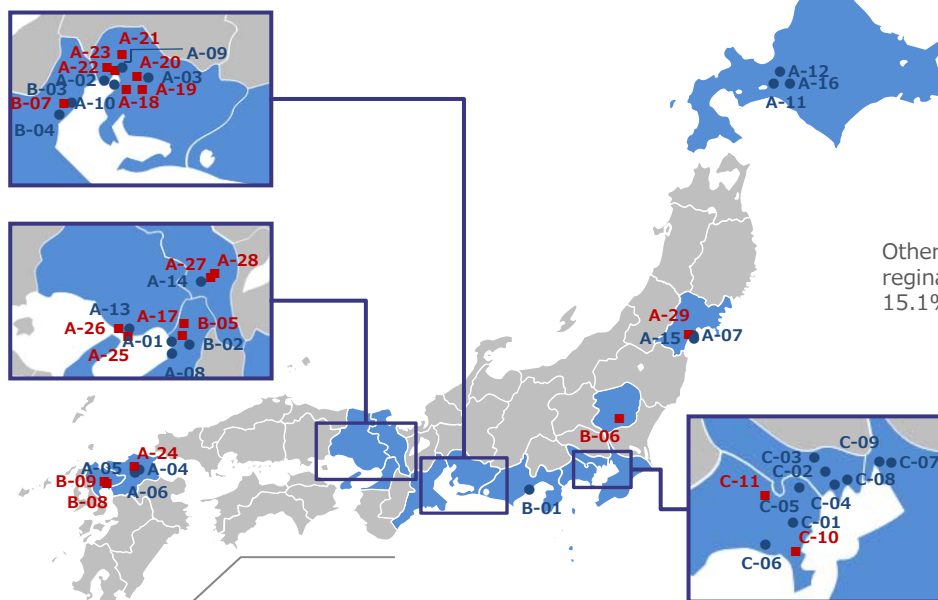 A-21
A-23
A-09
A-22
A-20
A-02
A-03
B-03
A-19
B-07
A-10
A-18
B-04
A-12
A-16
A-11
A-27
A-28
A-14
A-13
A-17
B-05
A-26
A-01
B-02
A-25
A-08
Other
regina
15.1%
A-29
A-15
A-07
B-06
A-24
A-05
A-04
B-09
A-06
B-08
B-01
C-09
C-03
C-07
C-02
C-08
C-11
C-04
C-05
C-01
C-10
C-06